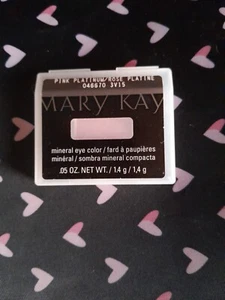 PINK PLATINUM/ROSE PLATINE
048670 3V15
MARY KAY
mineral eye color / fard à paupières
minéral / sombra mineral compacta
.05 OZ. NET WT. / 1.4 g / 1,4 g